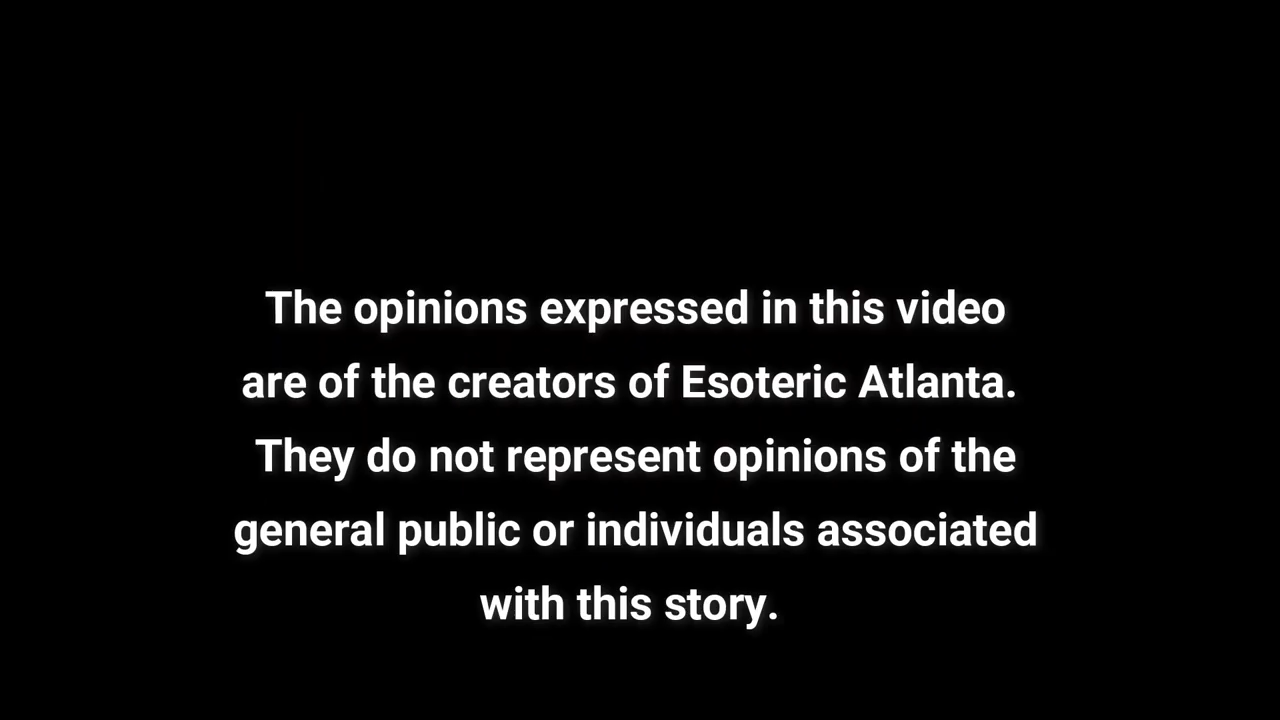 The opinions expressed in this video
are of the creators of Esoteric Atlanta.
They do not represent opinions of the
general public or individuals associated
with this story.